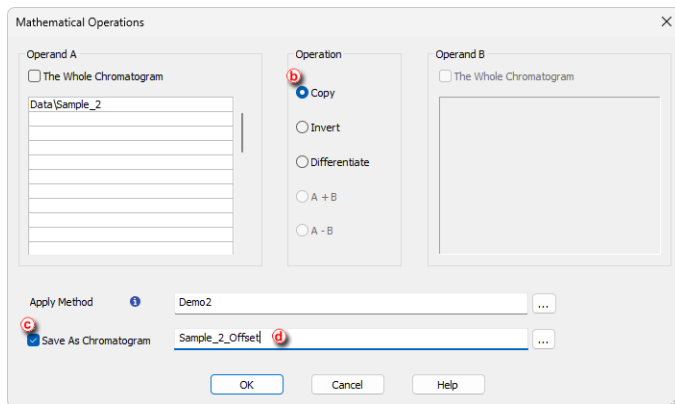 Mathematical Operations
Operand A
The Whole Chromatogram
Data\Sample_2
Operation
b
Copy
Invert
Differentiate
A + B
A - B
Operand B
The Whole Chromatogram
Apply Method
Demo2
...
c
Save As Chromatogram
Sample_2_Offset
d
...
OK
Cancel
Help